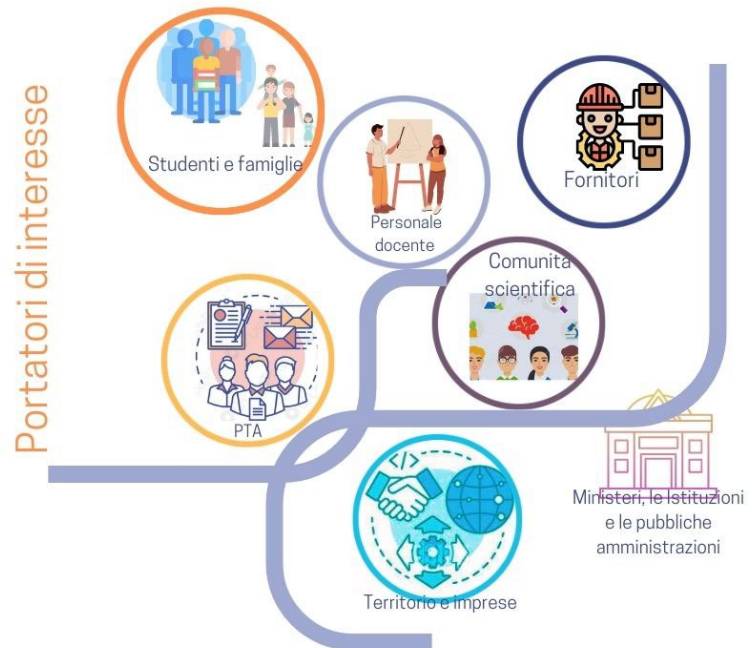 Portatori di interesse
Studenti e famiglie
Personale
docente
Fornitori
Comunità
scientifica
PTA
Ministeri, le Istituzioni
e le pubbliche
amministrazioni
Territorio e imprese